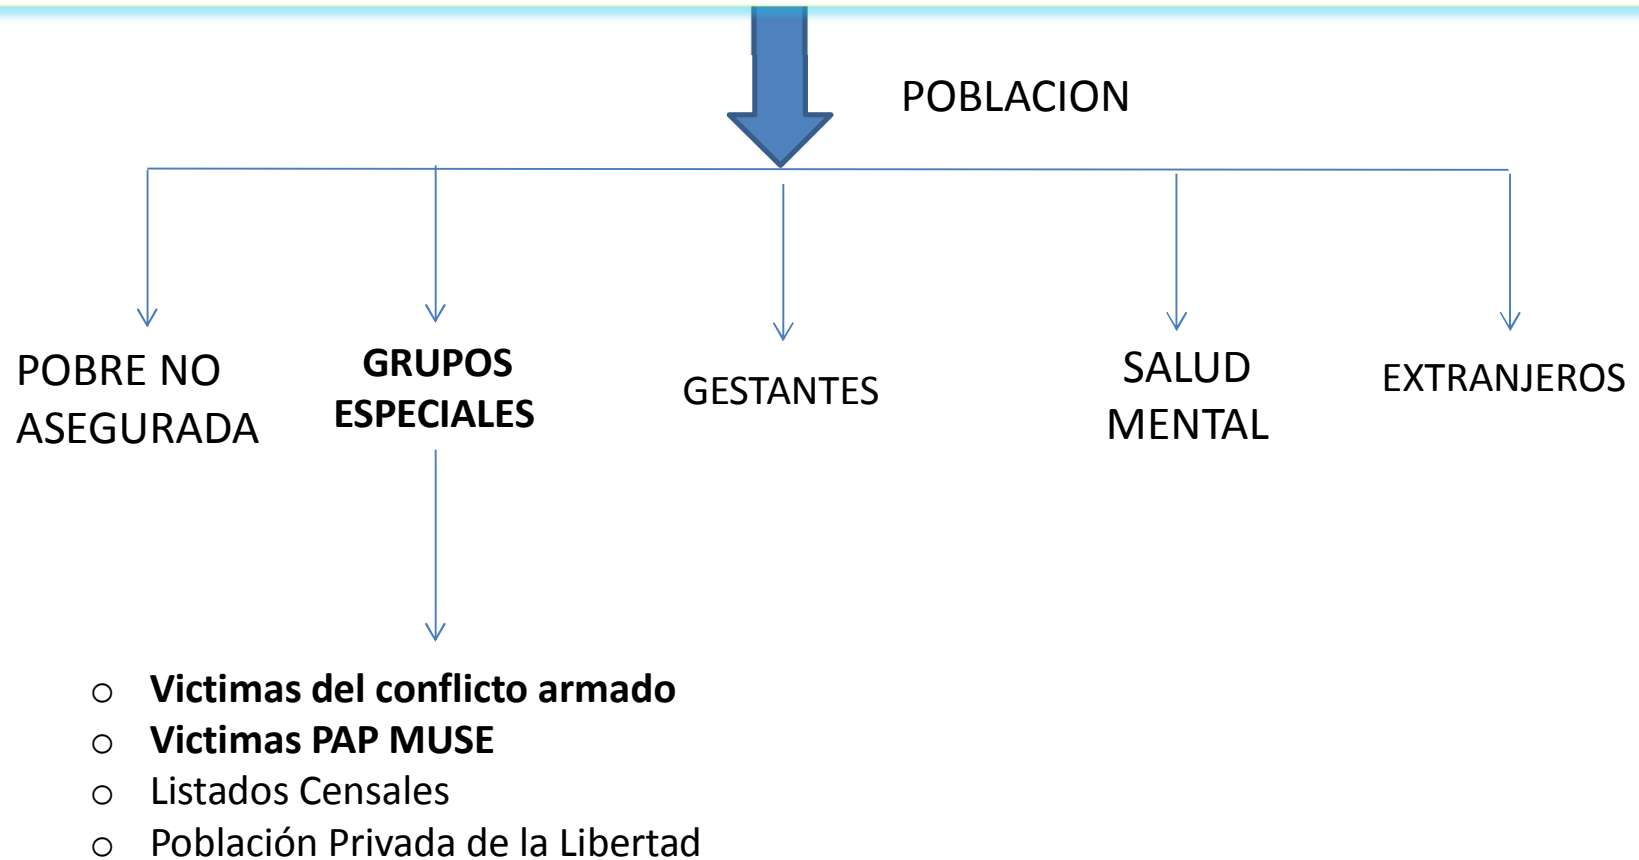 POBLACION
POBRE NO
ASEGURADA
GRUPOS
ESPECIALES
GESTANTES
SALUD
MENTAL
EXTRANJEROS
o Victimas del conflicto armado
o Victimas PAP MUSE
o Listados Censales
o Población Privada de la Libertad